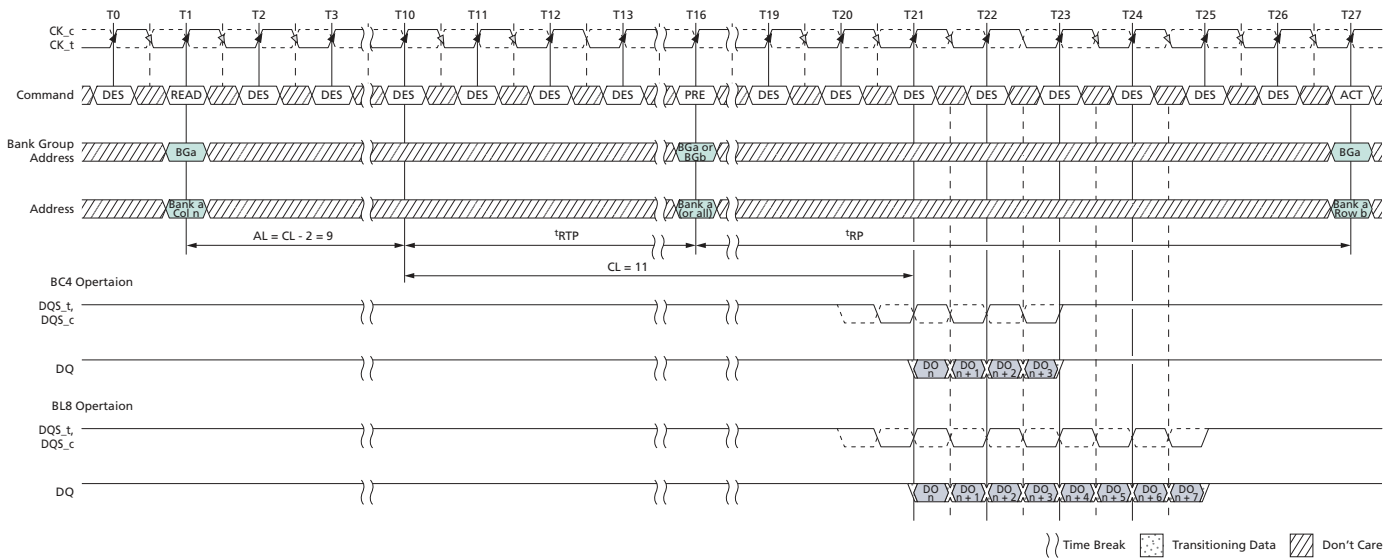 T0 T1 T2 T3 T10 T11 T12 T13 T16 T19 T20 T21 T22 T23 T24 T25 T26 T27
CK_c
CK_t
Command DES READ DES DES DES DES DES DES PRE DES DES DES DES DES DES DES DES ACT
Bank Group
Address
BGa
BGa or
BGb
BGa
Address
Bank a
Col n
Bank a
(or all)
Bank a
Row b
AL = CL - 2 = 9
tRTP
tRP
CL = 11
BC4 Opertaion
DQS_t,
DQS_c
DQ
DO
n
DO
n + 1
DO
n + 2
DO
n + 3
BL8 Opertaion
DQS_t,
DQS_c
DQ
DO
n
DO
n + 1
DO
n + 2
DO
n + 3
DO
n + 4
DO
n + 5
DO
n + 6
DO
n + 7
Time Break Transitioning Data Don't Care